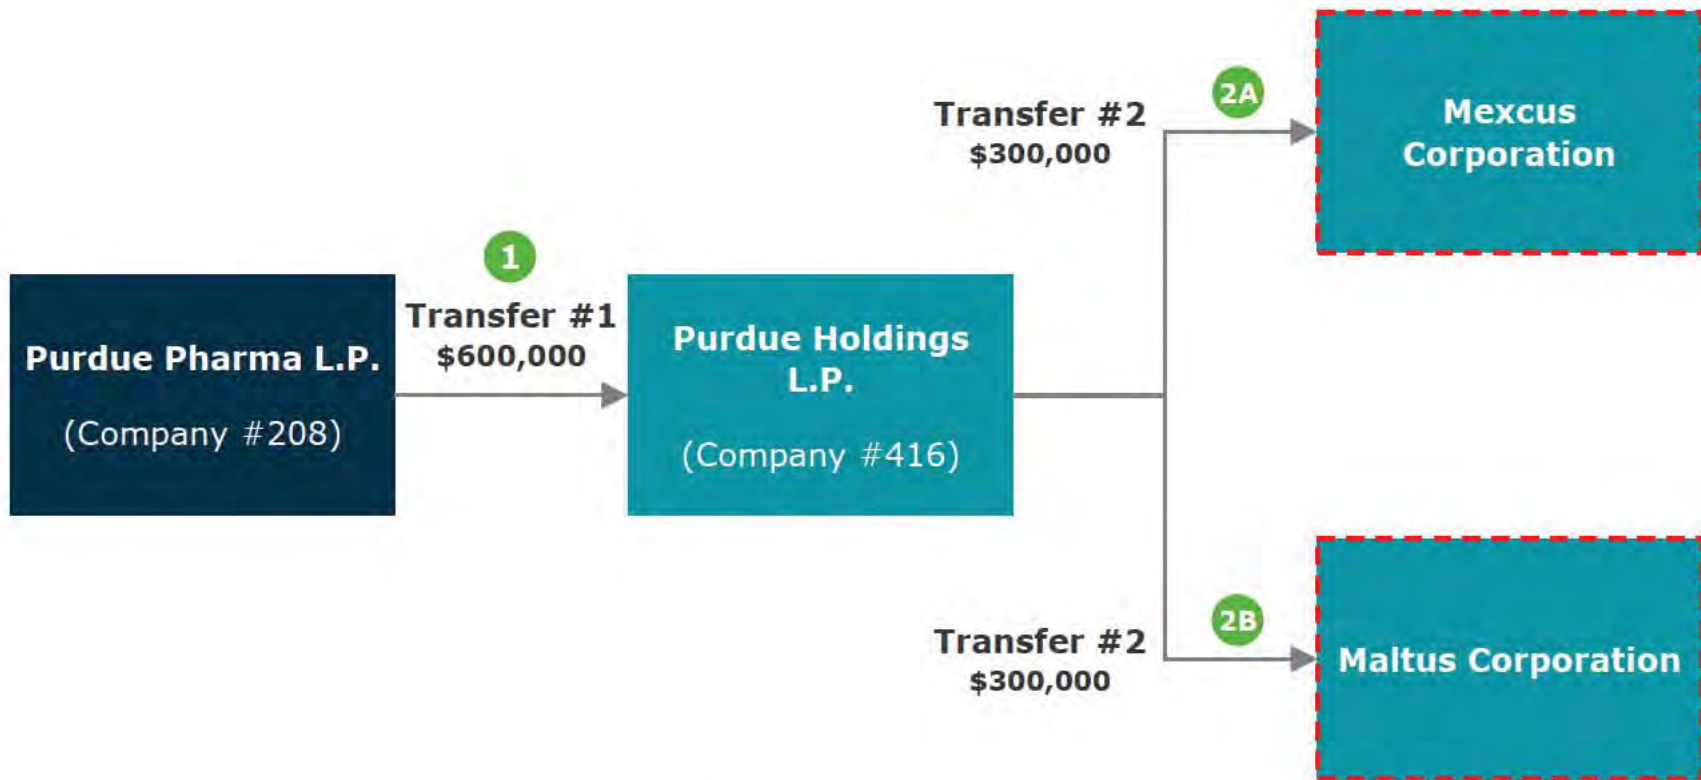 Purdue Pharma L.P.
(Company #208)
1
Transfer #1
$600,000
Purdue Holdings
L.P.
(Company #416)
Transfer #2
$300,000
2A
Mexcus
Corporation
Transfer #2
$300,000
2B
Maltus Corporation